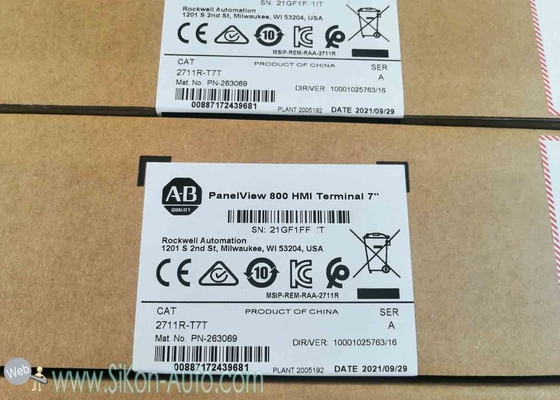 SN: 21GF1F 1T
Rockwell Automation
1201 S 2nd St, Milwaukee, WI 53204, USA
10
MSIP-REM-RAA-2711R
CAT PRODUCT OF CHINA SER
2711R-T7T A
Mat No. PN-263069
DIR/VER: 10001025763/16
00887172439681
PLANT 2005192 DATE 2021/09/29
A-B
QUALITY
PanelView 800 HMI Terminal 7"
SN: 21GF1FF 1T
Rockwell Automation
1201 S 2nd St, Milwaukee, WI 53204, USA
10
MSIP-REM-RAA-2711R
CAT PRODUCT OF CHINA SER
2711R-T7T A
Mat No. PN-263069
DIR/VER: 10001025763/16
00887172439681
PLANT 2005192 DATE 2021/09/29
Web www.Sikon-Auto.com